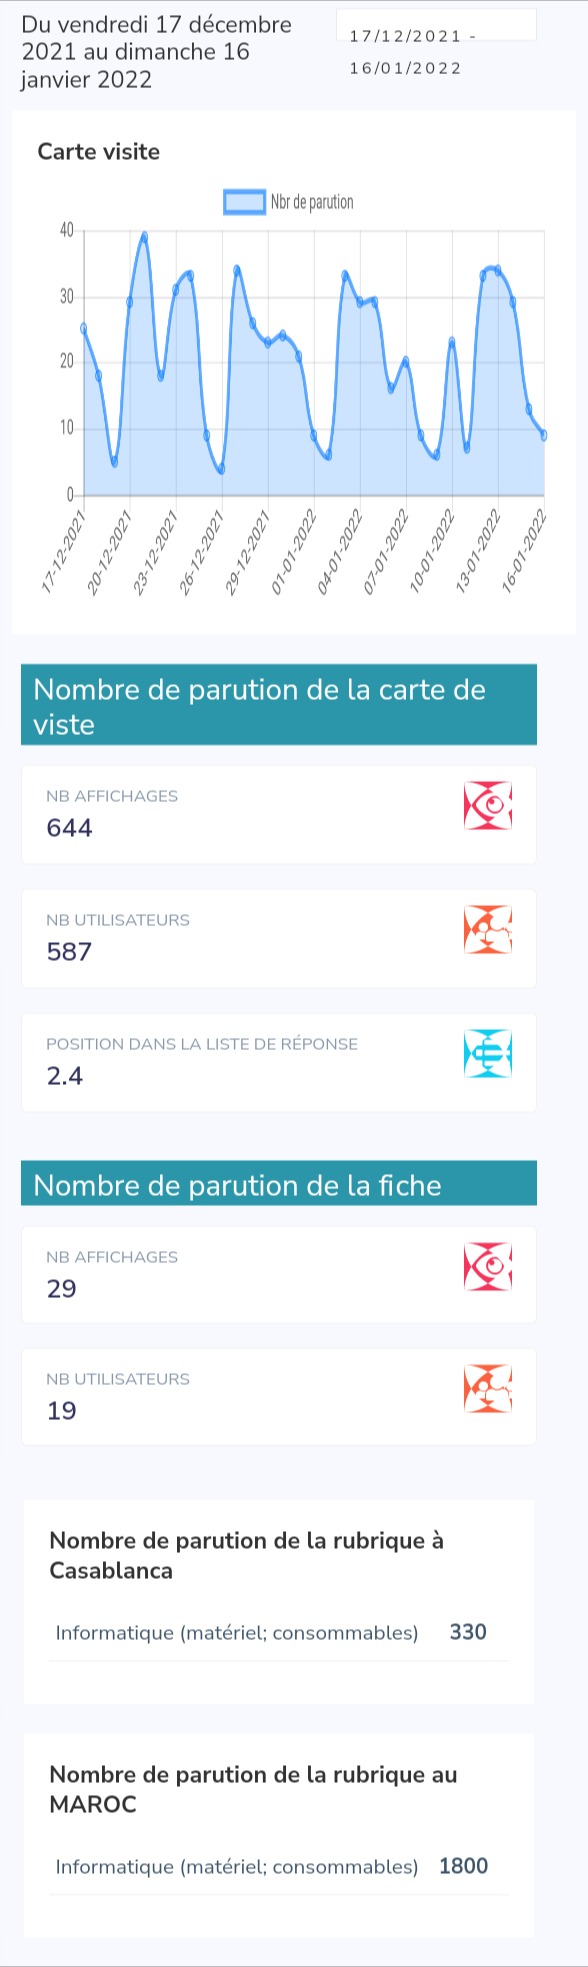 Du vendredi 17 décembre
2021 au dimanche 16
janvier 2022
17/12/2021 -
16/01/2022
Carte visite
Nbr de parution
40
30
20
10
0
17-12-2021
20-12-2021
23-12-2021
26-12-2021
29-12-2021
01-01-2022
04-01-2022
07-01-2022
10-01-2022
13-01-2022
16-01-2022
Nombre de parution de la carte de
viste
NB AFFICHAGES
644
NB UTILISATEURS
587
POSITION DANS LA LISTE DE RÉPONSE
2.4
Nombre de parution de la fiche
NB AFFICHAGES
29
NB UTILISATEURS
19
Nombre de parution de la rubrique à
Casablanca
Informatique (matériel; consommables) 330
Nombre de parution de la rubrique au
MAROC
Informatique (matériel; consommables) 1800